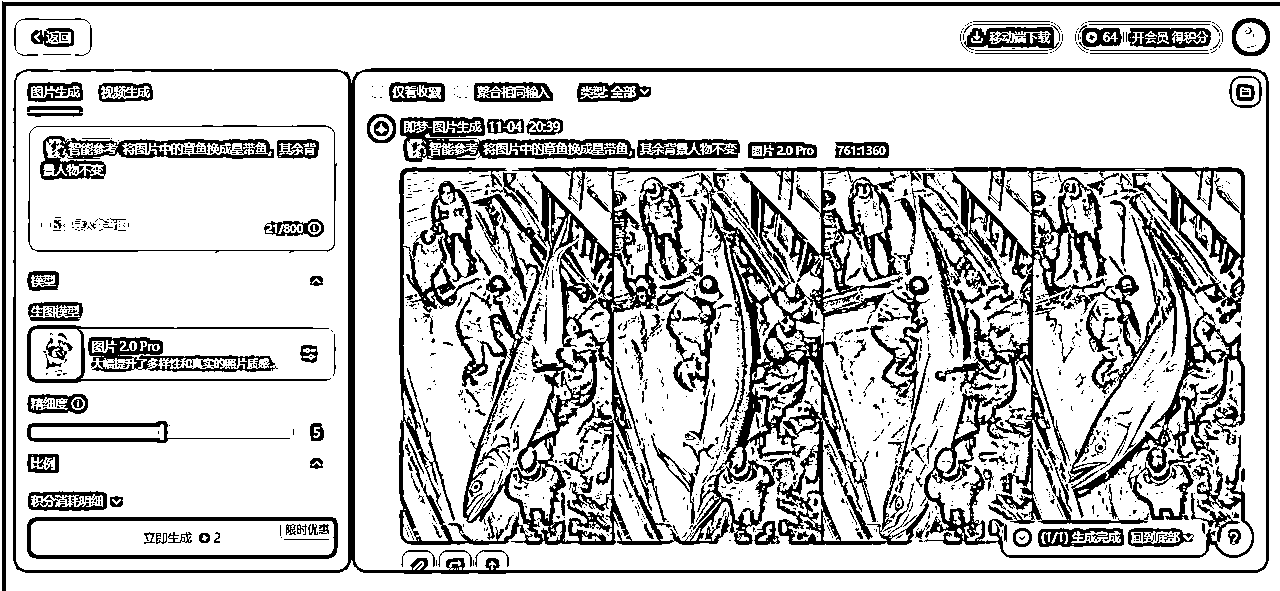 返回
移动端下载
64 开会员 得积分
图片生成 视频生成
智能参考 将图片中的章鱼换成是带鱼，其余背
景人物不变
导入参考图
21/800
模型
生图模型
图片 2.0 Pro
大幅提升了多样性和真实的照片质感...
精细度
5
比例
积分消耗明细
立即生成 2
限时优惠
仅看收藏 聚合相同输入 类型: 全部
即梦-图片生成 11-04 20:39
智能参考 将图片中的章鱼换成是带鱼，其余背景人物不变 图片 2.0 Pro 761:1360
(1/1) 生成完成 回到底部
?